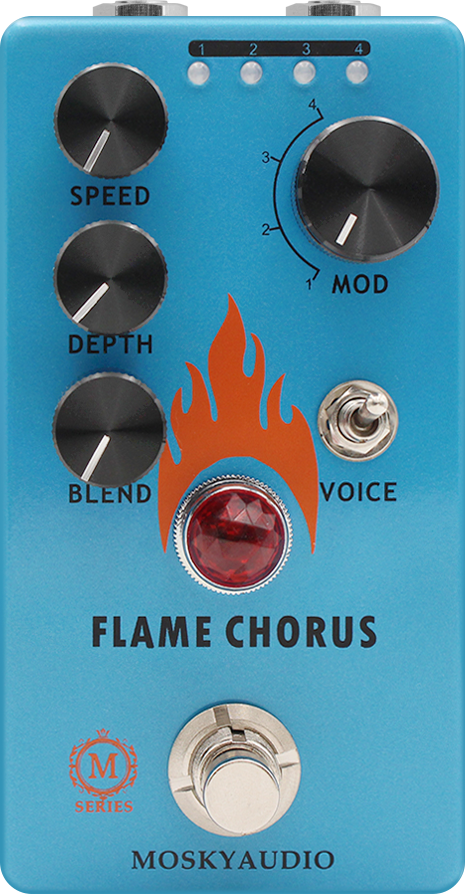 1 2 3 4
SPEED
4
3
2
1
MOD
DEPTH
BLEND
VOICE
FLAME CHORUS
M
SERIES
MOSKYAUDIO